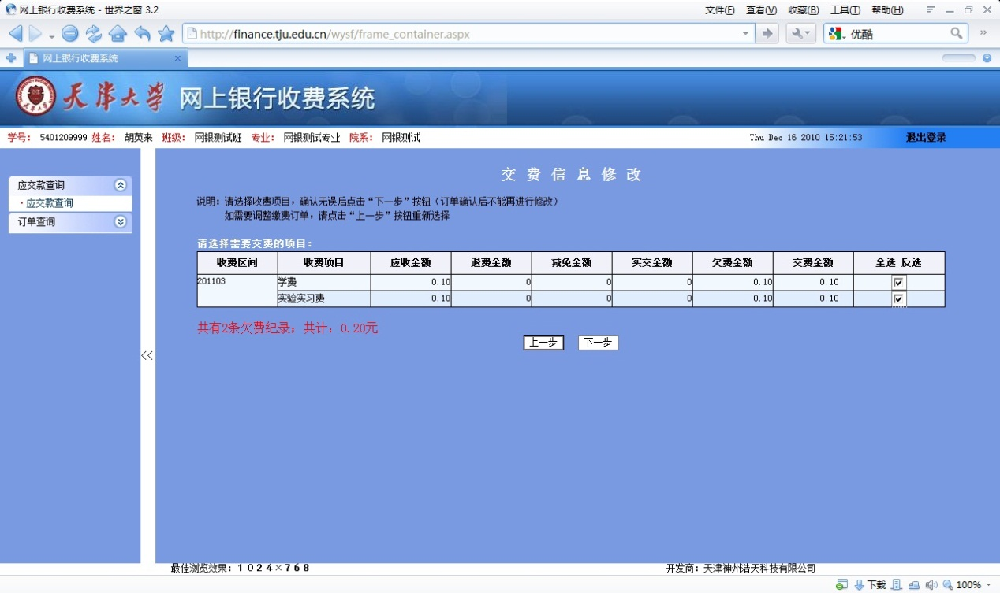 网上银行收费系统 - 世界之窗 3.2
文件(F) 查看(V) 收藏(B) 工具(T) 帮助(H)
http://finance.tju.edu.cn/wysf/frame_container.aspx
优酷
网上银行收费系统
天津大学 网上银行收费系统
学号: 5401209999 姓名: 胡英来 班级: 网银测试班 专业: 网银测试专业 院系: 网银测试
Thu Dec 16 2010 15:21:53
退出登录
应交款查询
·应交款查询
订单查询
<<
交费信息修改
说明:请选择收费项目,确认无误后点击“下一步”按钮(订单确认后不能再进行修改)
如需要调整缴费订单,请点击“上一步”按钮重新选择
请选择需要交费的项目:
收费区间 收费项目 应收金额 退费金额 减免金额 实交金额 欠费金额 交费金额 全选 反选
201103 学费 0.10 0 0 0 0.10 0.10
实验实习费 0.10 0 0 0 0.10 0.10
共有2条欠费纪录;共计:0.20元
上一步 下一步
最佳浏览效果:1024×768
开发商:天津神州浩天科技有限公司
下载
100%